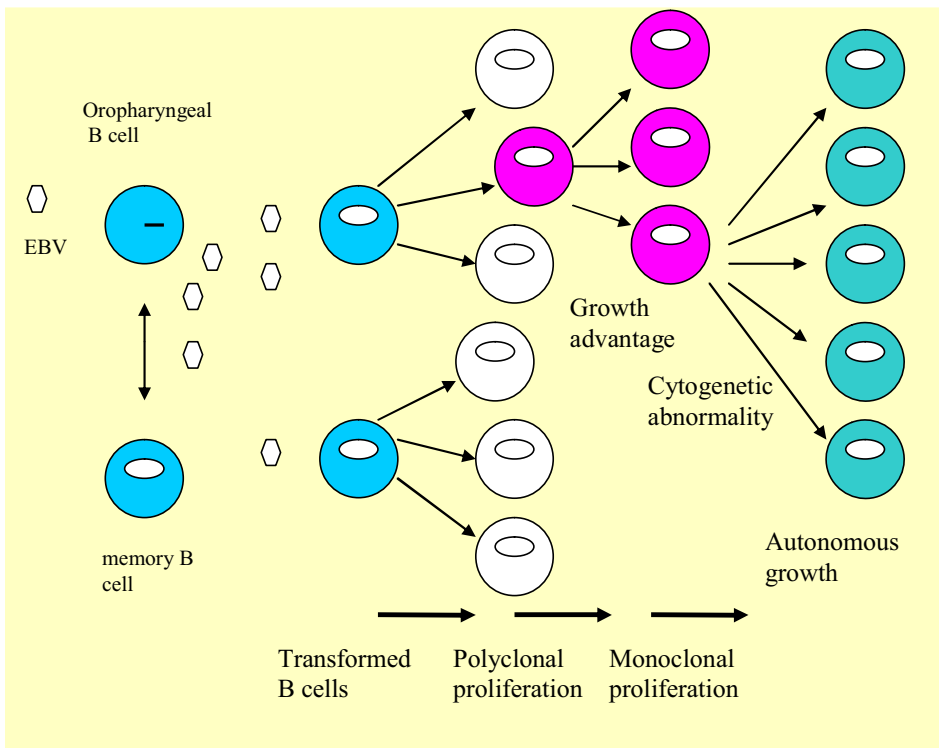 Oropharyngeal
B cell
EBV
Growth
advantage
Cytogenetic
abnormality
memory B
cell
Autonomous
growth
Transformed
B cells
Polyclonal
proliferation
Monoclonal
proliferation